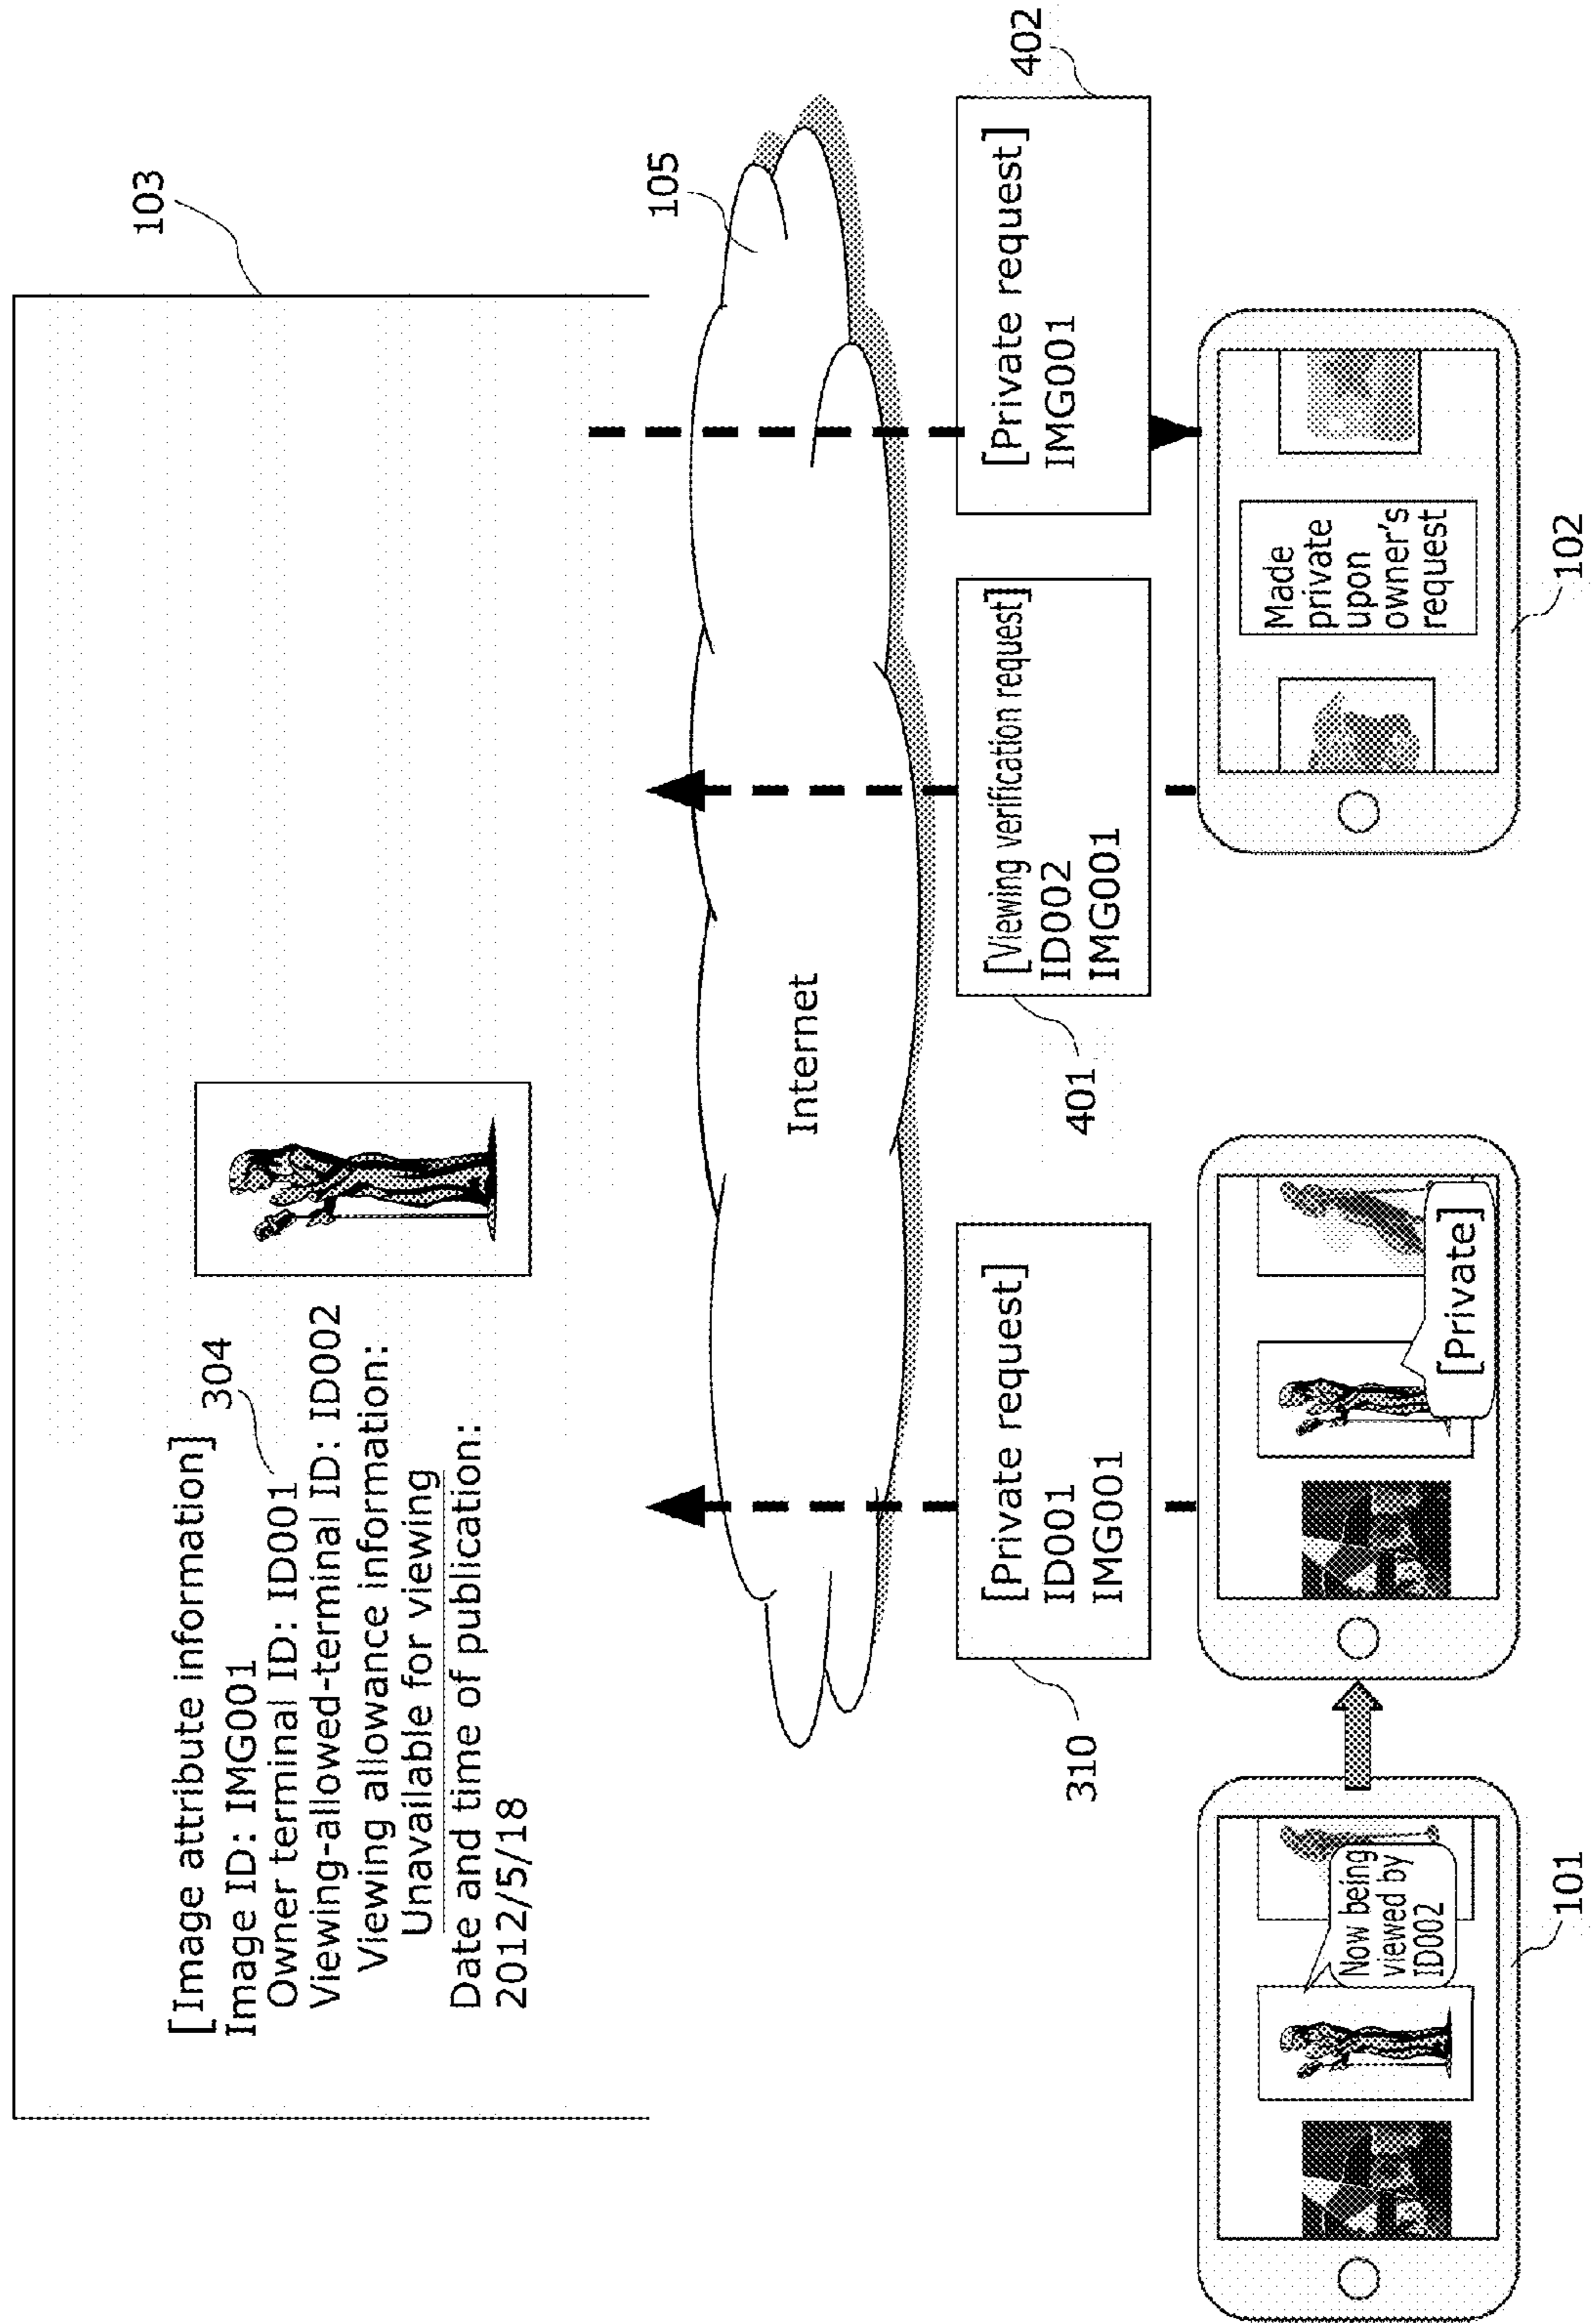 103
[Image attribute information]
304
Image ID: IMG001
Owner terminal ID: ID001
Viewing-allowed-terminal ID: ID002
Viewing allowance information:
Unavailable for viewing
Date and time of publication:
2012/5/18
105
Internet
310
[Private request]
ID001
IMG001
401
[Viewing verification request]
ID002
IMG001
402
[Private request]
IMG001
Now being
viewed by
ID002
101
[Private]
Made
private
upon
owner's
request
102